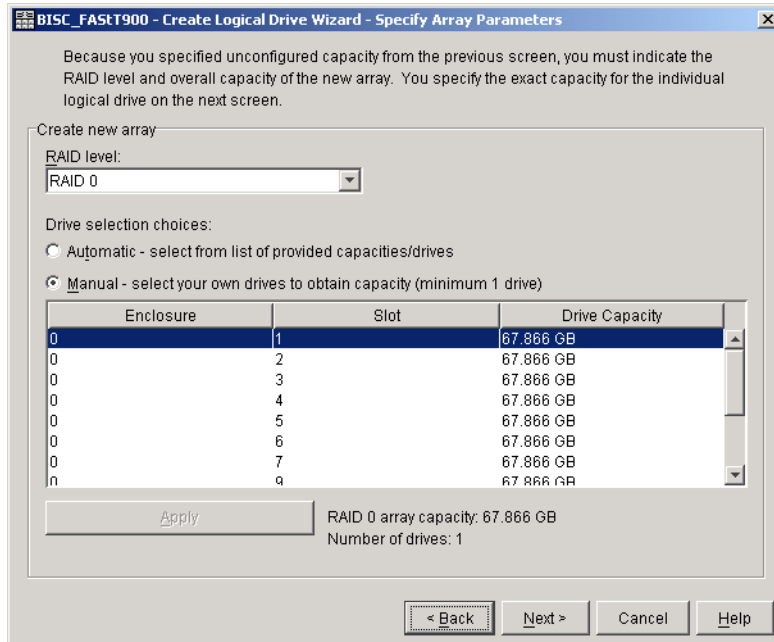 BISC_FAStT900 - Create Logical Drive Wizard - Specify Array Parameters
Because you specified unconfigured capacity from the previous screen, you must indicate the
RAID level and overall capacity of the new array. You specify the exact capacity for the individual
logical drive on the next screen.
Create new array
RAID level:
RAID 0
Drive selection choices:
Automatic - select from list of provided capacities/drives
Manual - select your own drives to obtain capacity (minimum 1 drive)
Enclosure Slot Drive Capacity
0 1 67.866 GB
0 2 67.866 GB
0 3 67.866 GB
0 4 67.866 GB
0 5 67.866 GB
0 6 67.866 GB
0 7 67.866 GB
0 9 67.866 GB
Apply
RAID 0 array capacity: 67.866 GB
Number of drives: 1
< Back Next > Cancel Help